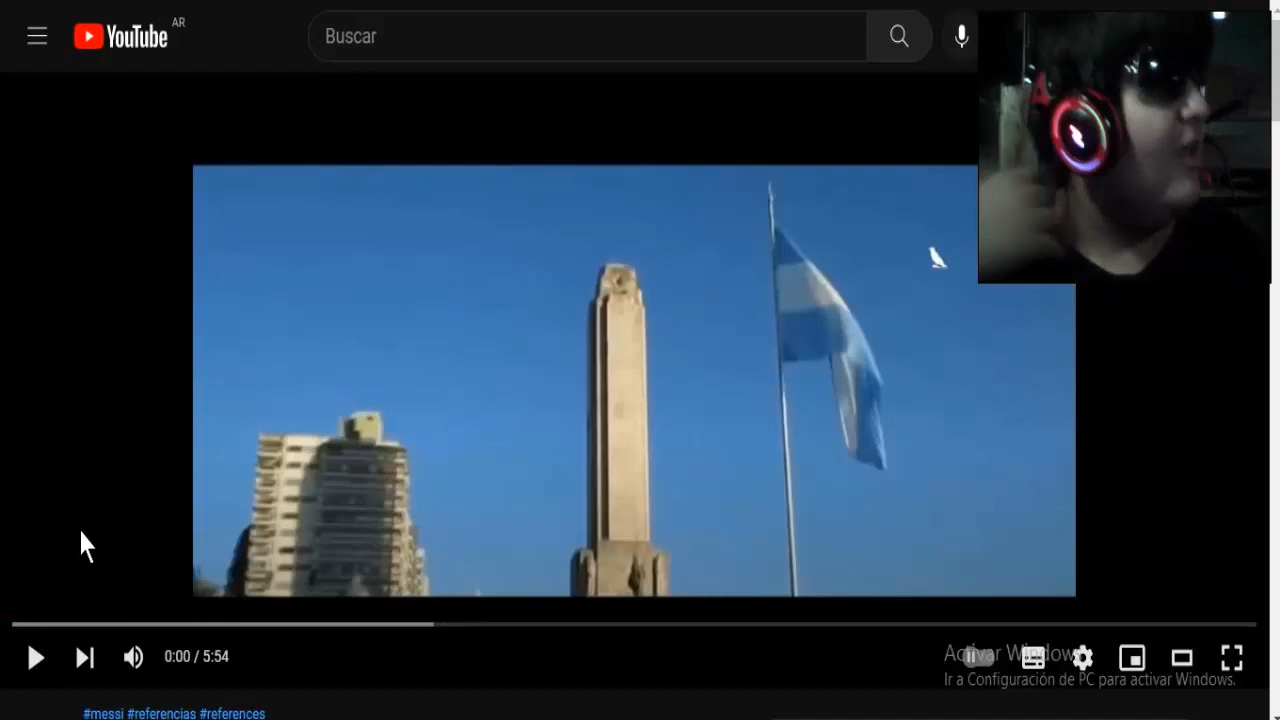 YouTube
AR
Buscar
0:00 / 5:54
Activar Windows
Ir a Configuración de PC para activar Windows.
#messi #referencias #references